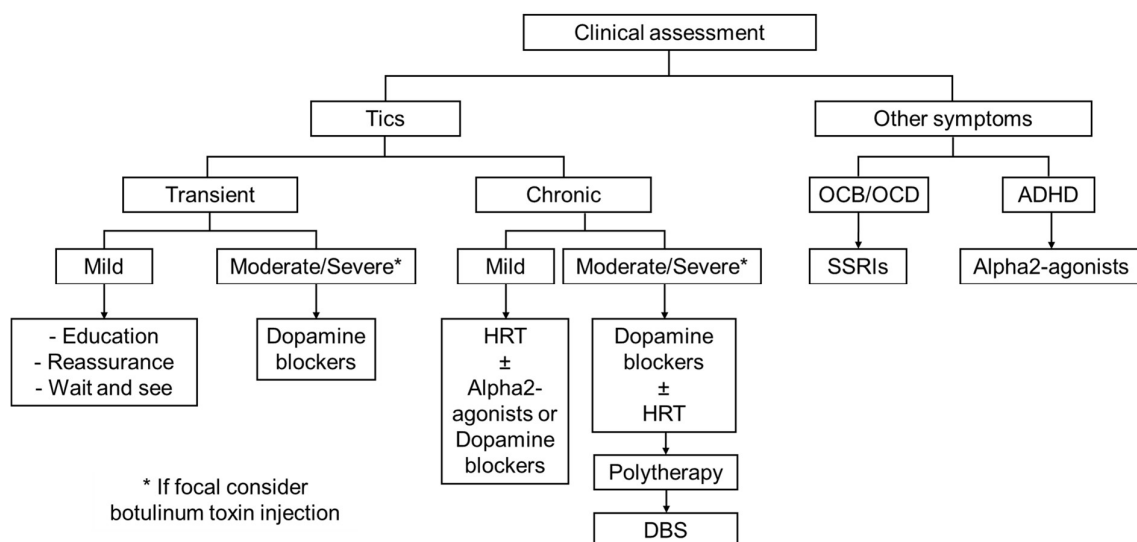 Clinical assessment
Tics
Other symptoms
Transient
Chronic
OCB/OCD
ADHD
Mild
Moderate/Severe*
Mild
Moderate/Severe*
SSRIs
Alpha2-agonists
- Education
- Reassurance
- Wait and see
Dopamine
blockers
HRT
±
Alpha2-
agonists or
Dopamine
blockers
Dopamine
blockers
±
HRT
Polytherapy
DBS
* If focal consider
botulinum toxin injection